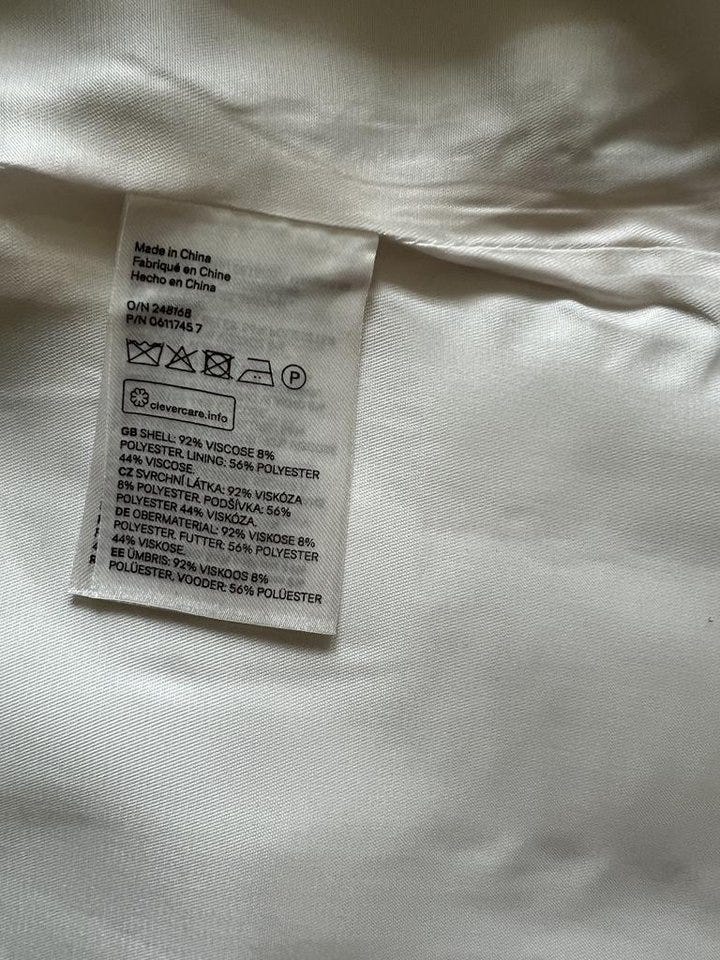 Made in China
Fabriqué en Chine
Hecho en China
O/N 248168
P/N 0611745 7
P
clevercare.info
GB SHELL: 92% VISCOSE 8%
POLYESTER. LINING: 56% POLYESTER
44% VISCOSE.
CZ SVRCHNÍ LÁTKA: 92% VISKÓZA
8% POLYESTER. PODŠÍVKA: 56%
POLYESTER 44% VISKÓZA.
DE OBERMATERIAL: 92% VISKOSE 8%
POLYESTER. FUTTER: 56% POLYESTER
44% VISKOSE.
EE ÜMBRIS: 92% VISKOOS 8%
POLÜESTER. VOODER: 56% POLÜESTER